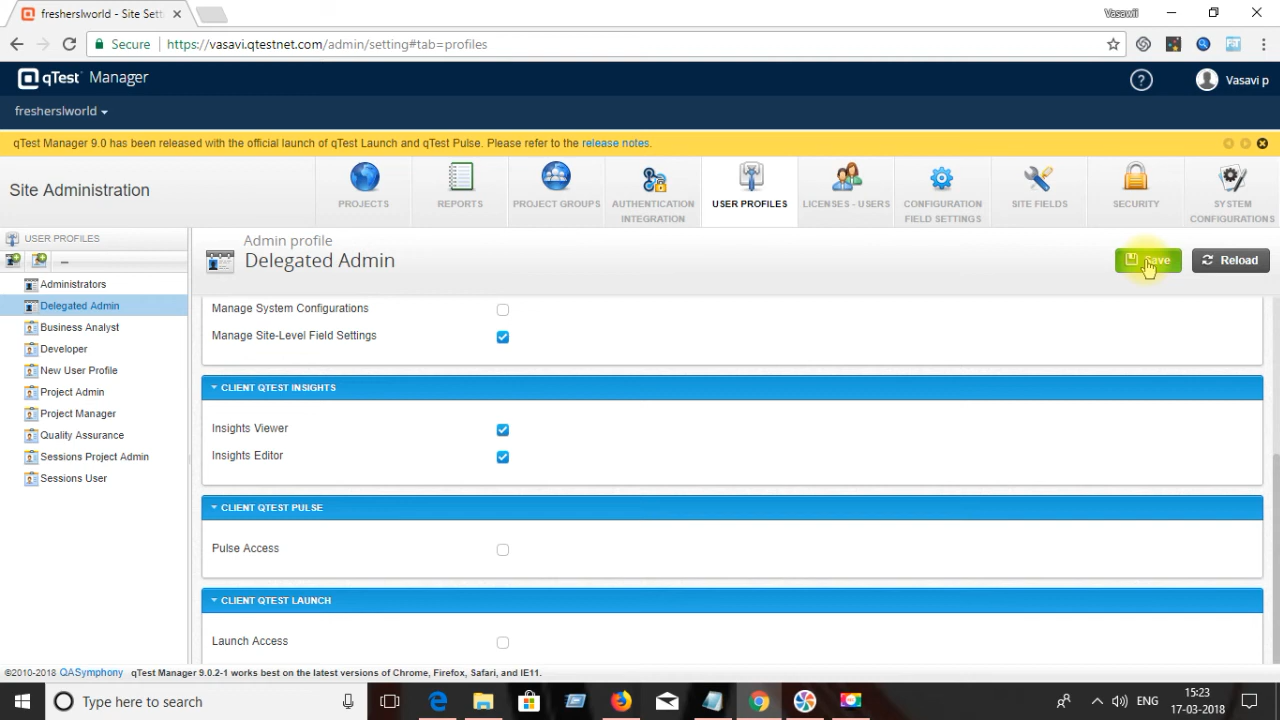 fresherslworld - Site Sett
Vasawii
Secure
https://vasavi.qtestnet.com/admin/setting#tab=profiles
qTest Manager
Vasavi p
fresherslworld
qTest Manager 9.0 has been released with the official launch of qTest Launch and qTest Pulse. Please refer to the release notes.
Site Administration
PROJECTS
REPORTS
PROJECT GROUPS
AUTHENTICATION INTEGRATION
USER PROFILES
LICENSES - USERS
CONFIGURATION FIELD SETTINGS
SITE FIELDS
SECURITY
SYSTEM CONFIGURATIONS
USER PROFILES
Administrators
Delegated Admin
Business Analyst
Developer
New User Profile
Project Admin
Project Manager
Quality Assurance
Sessions Project Admin
Sessions User
Admin profile
Delegated Admin
Save
Reload
Manage System Configurations
Manage Site-Level Field Settings
CLIENT QTEST INSIGHTS
Insights Viewer
Insights Editor
CLIENT QTEST PULSE
Pulse Access
CLIENT QTEST LAUNCH
Launch Access
©2010-2018 QASymphony qTest Manager 9.0.2-1 works best on the latest versions of Chrome, Firefox, Safari, and IE11.
Type here to search
ENG
15:23
17-03-2018